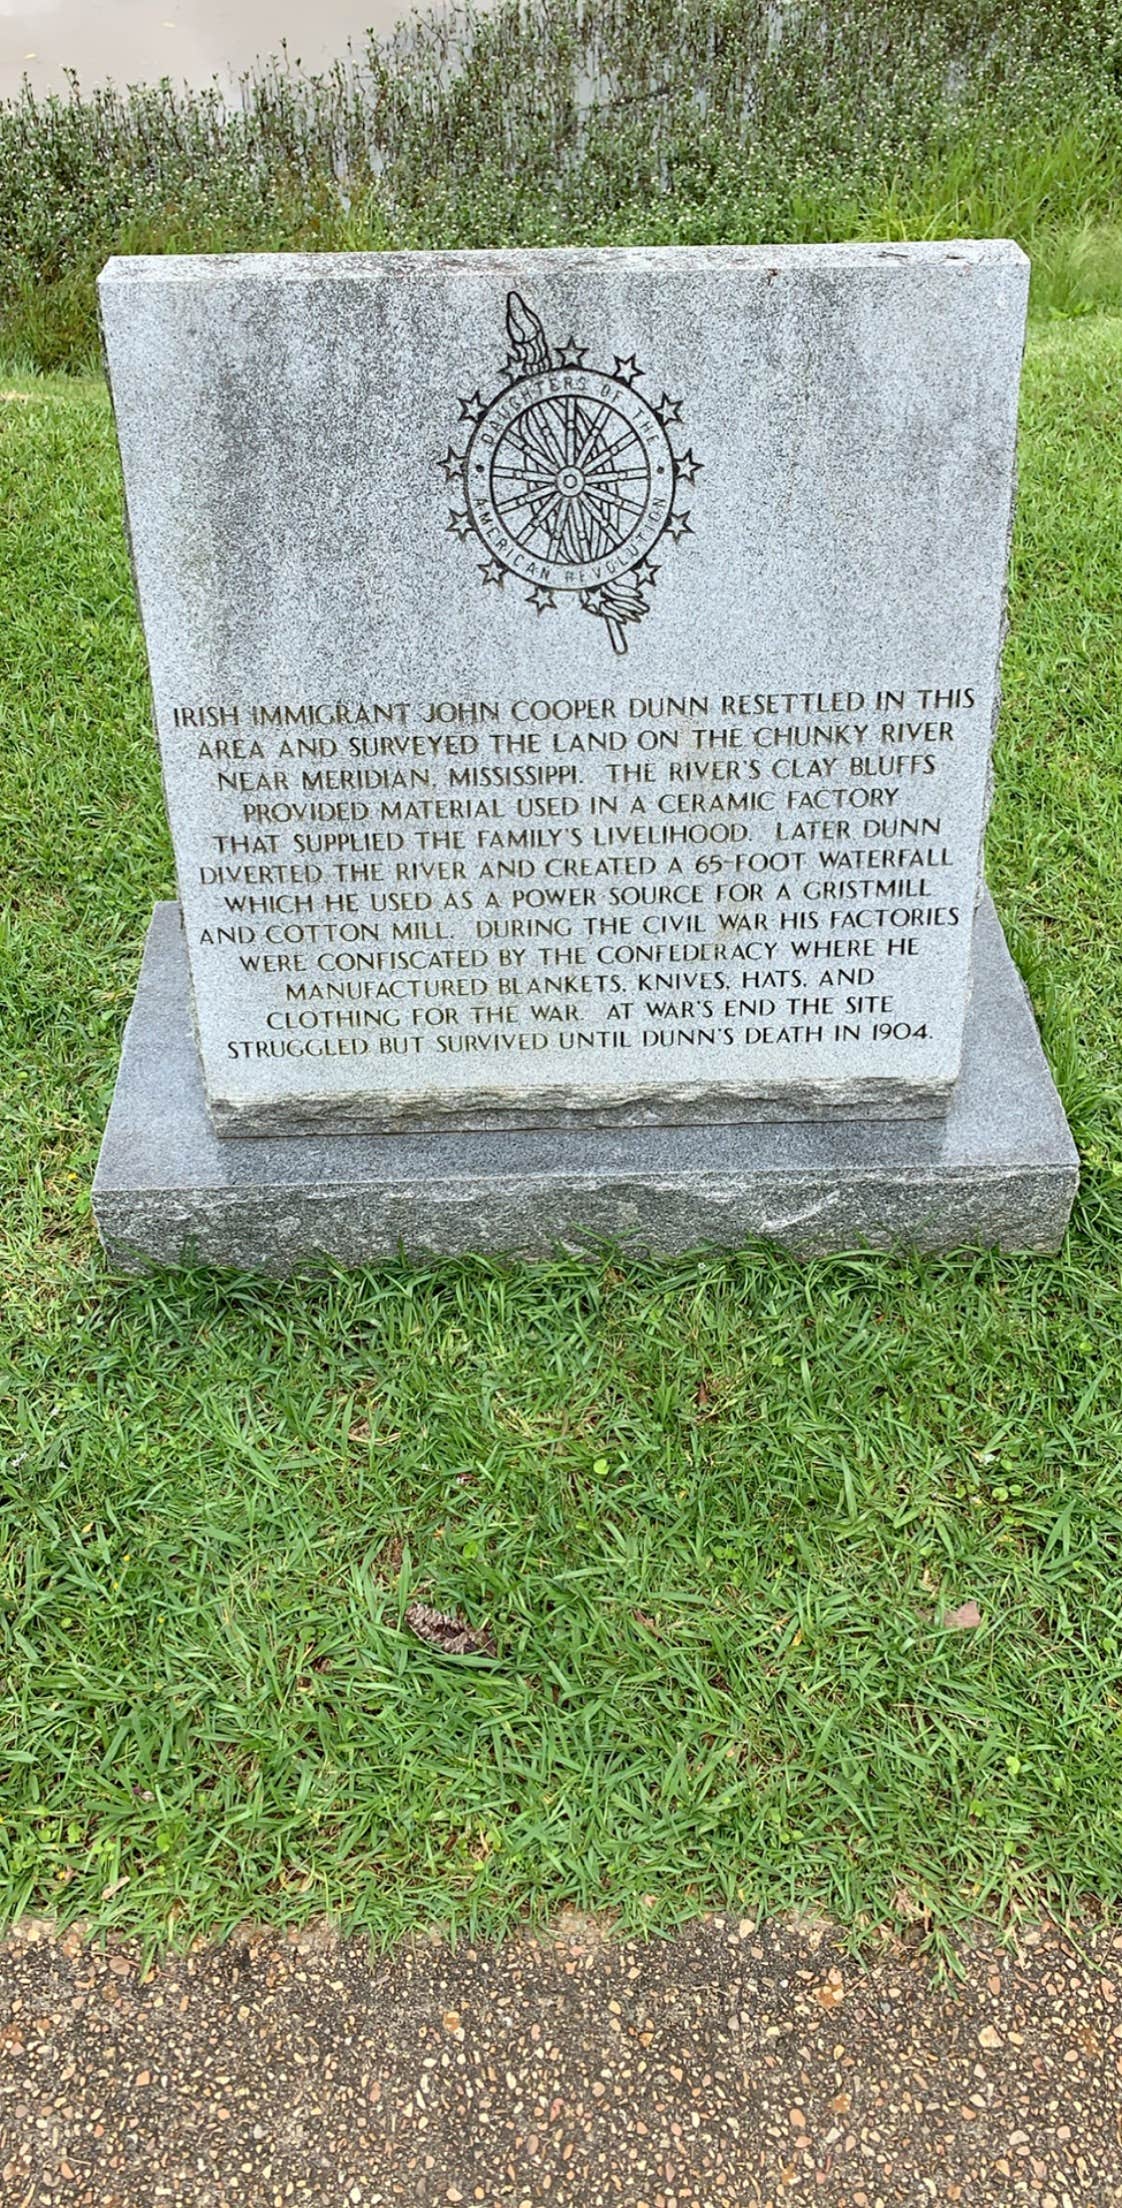 DAUGHTERS OF THE
AMERICAN REVOLUTION
IRISH IMMIGRANT JOHN COOPER DUNN RESETTLED IN THIS
AREA AND SURVEYED THE LAND ON THE CHUNKY RIVER
NEAR MERIDIAN, MISSISSIPPI. THE RIVER'S CLAY BLUFFS
PROVIDED MATERIAL USED IN A CERAMIC FACTORY
THAT SUPPLIED THE FAMILY'S LIVELIHOOD. LATER DUNN
DIVERTED THE RIVER AND CREATED A 65-FOOT WATERFALL
WHICH HE USED AS A POWER SOURCE FOR A GRISTMILL
AND COTTON MILL. DURING THE CIVIL WAR HIS FACTORIES
WERE CONFISCATED BY THE CONFEDERACY WHERE HE
MANUFACTURED BLANKETS, KNIVES, HATS, AND
CLOTHING FOR THE WAR. AT WAR'S END THE SITE
STRUGGLED BUT SURVIVED UNTIL DUNN'S DEATH IN 1904.